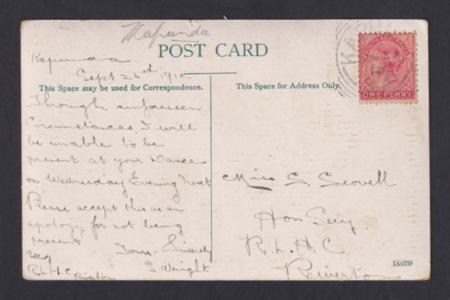 Kapunda
POST CARD
Kapunda
Sept 26th 1910
This Space may be used for Correspondence.
This Space for Address Only.
ONE PENNY
Through unforeseen
Circumstances I will
be unable to be
present at your Dance
on Wednesday Evening next
Please accept this as an
apology for not being
present
Yours Sincerely
S. Wright
Secy
R.L.H.C Riverton
Miss S Scovell
Hon Secy
R.L.H.C
Riverton